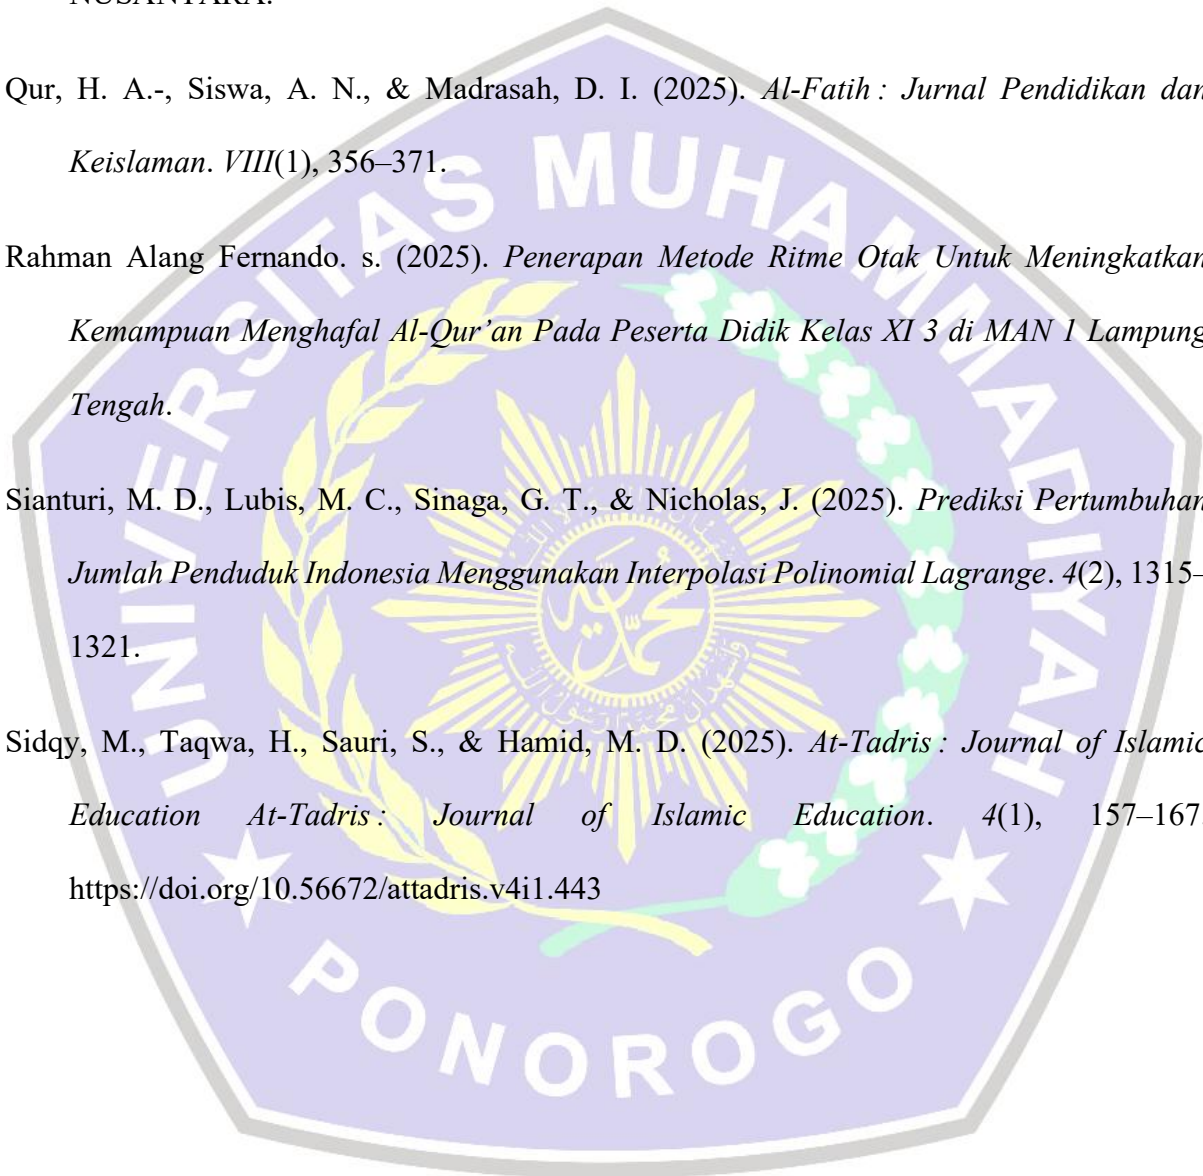 NUSANTARA.
Qur, H. A.-, Siswa, A. N., & Madrasah, D. I. (2025). Al-Fatih : Jurnal Pendidikan dan
Keislaman. VIII(1), 356–371.
Rahman Alang Fernando. s. (2025). Penerapan Metode Ritme Otak Untuk Meningkatkan
Kemampuan Menghafal Al-Qur’an Pada Peserta Didik Kelas XI 3 di MAN 1 Lampung
Tengah.
Sianturi, M. D., Lubis, M. C., Sinaga, G. T., & Nicholas, J. (2025). Prediksi Pertumbuhan
Jumlah Penduduk Indonesia Menggunakan Interpolasi Polinomial Lagrange. 4(2), 1315–
1321.
Sidqy, M., Taqwa, H., Sauri, S., & Hamid, M. D. (2025). At-Tadris : Journal of Islamic
Education At-Tadris : Journal of Islamic Education. 4(1), 157–167.
https://doi.org/10.56672/attadris.v4i1.443
UNIVERSITAS MUHAMMADIYAH
PONOROGO